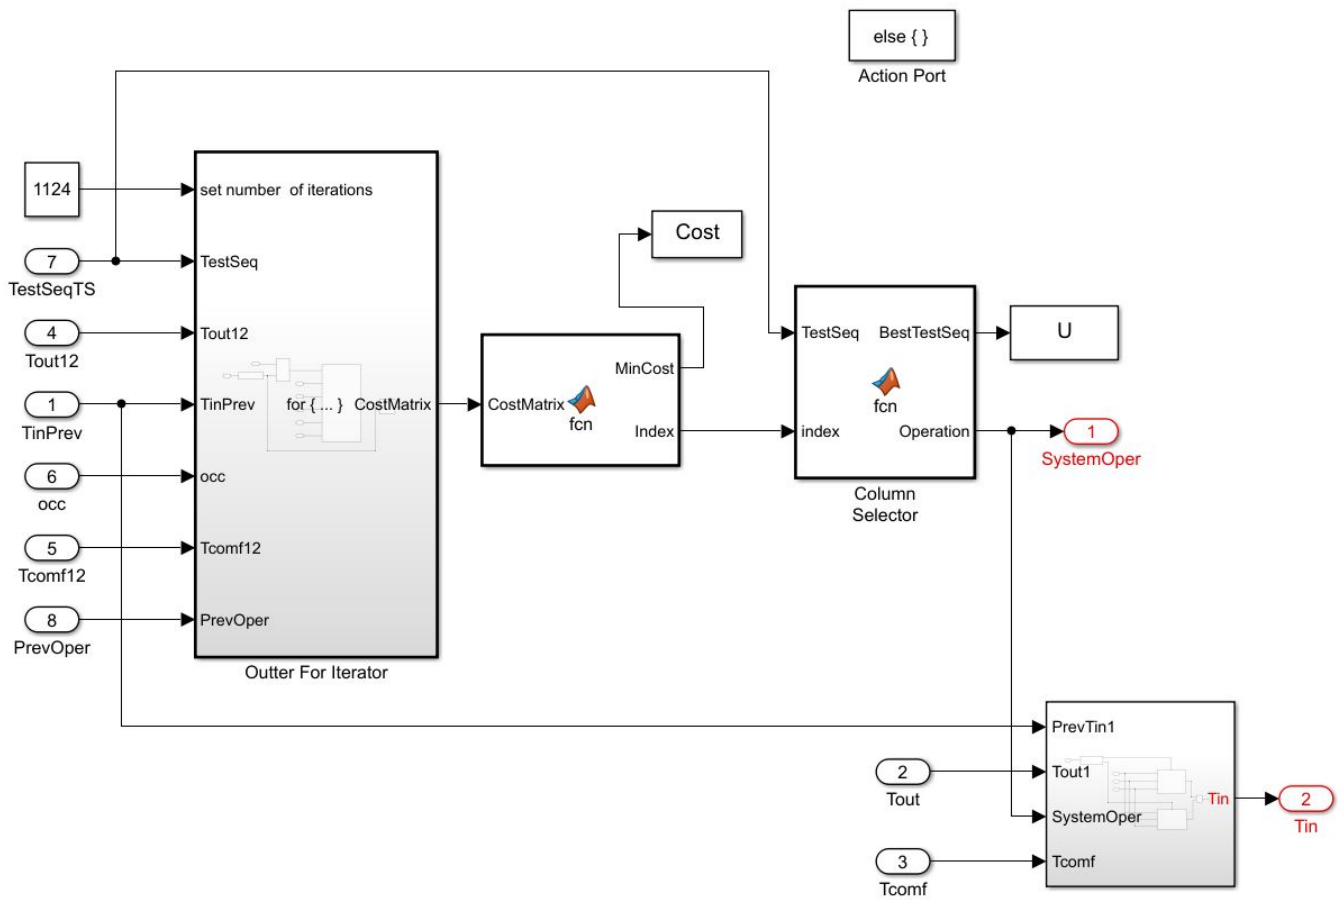 else { }
Action Port
1124
set number of iterations
7
TestSeqTS
TestSeq
4
Tout12
Tout12
1
TinPrev
TinPrev
for { ... }
CostMatrix
6
occ
occ
5
Tcomf12
Tcomf12
8
PrevOper
PrevOper
Outter For Iterator
Cost
CostMatrix
fcn
MinCost
Index
TestSeq
BestTestSeq
fcn
index
Operation
Column
Selector
U
1
SystemOper
PrevTin1
2
Tout
Tout1
SystemOper
3
Tcomf
Tcomf
Tin
2
Tin